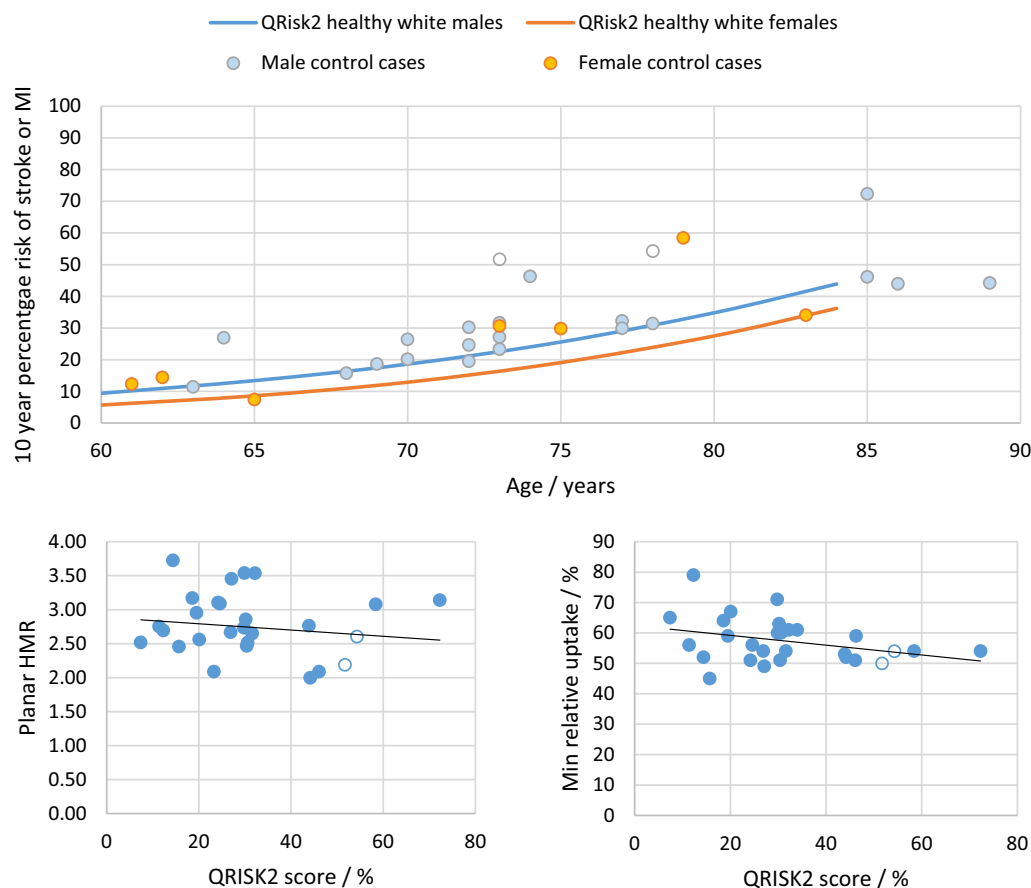 QRisk2 healthy white males QRisk2 healthy white females
Male control cases Female control cases
10 year percentgae risk of stroke or MI
100
90
80
70
60
50
40
30
20
10
0
60 65 70 75 80 85 90
Age / years
Planar HMR
4.00
3.50
3.00
2.50
2.00
1.50
1.00
0.50
0.00
0 20 40 60 80
QRISK2 score / %
Min relative uptake / %
90
80
70
60
50
40
30
20
10
0
0 20 40 60 80
QRISK2 score / %